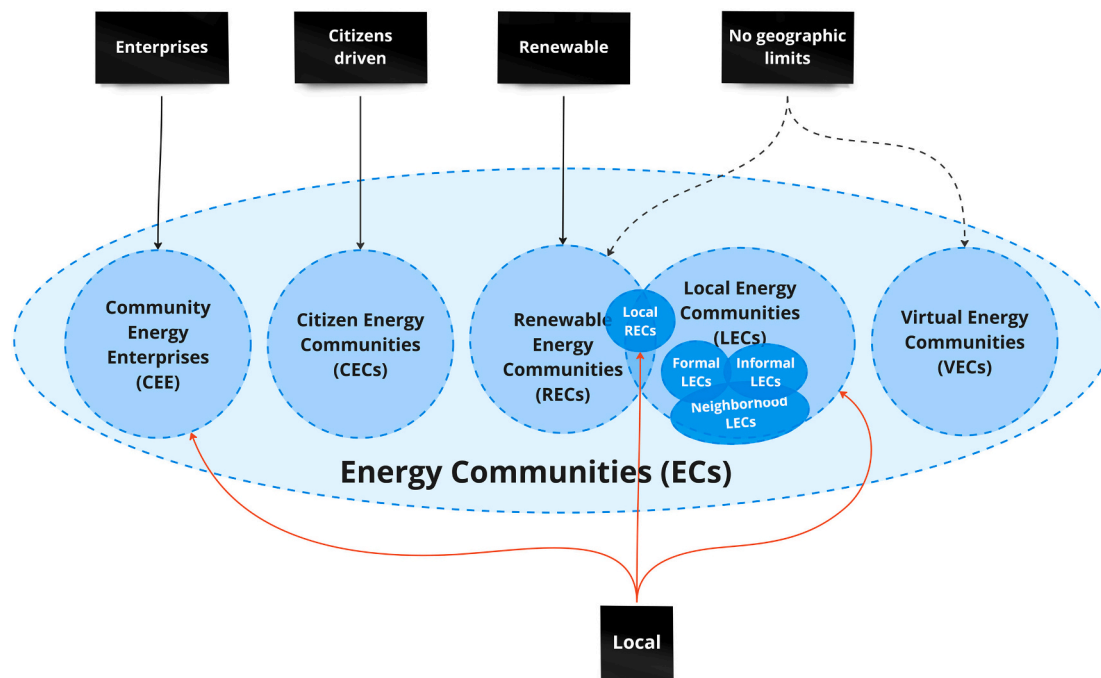 Enterprises
Citizens
driven
Renewable
No geographic
limits
Community
Energy
Enterprises
(CEE)
Citizen Energy
Communities
(CECs)
Renewable
Energy
Communities
(RECs)
Local
RECs
Local Energy
Communities
(LECs)
Formal
LECs
Informal
LECs
Neighborhood
LECs
Virtual Energy
Communities
(VECs)
Energy Communities (ECs)
Local